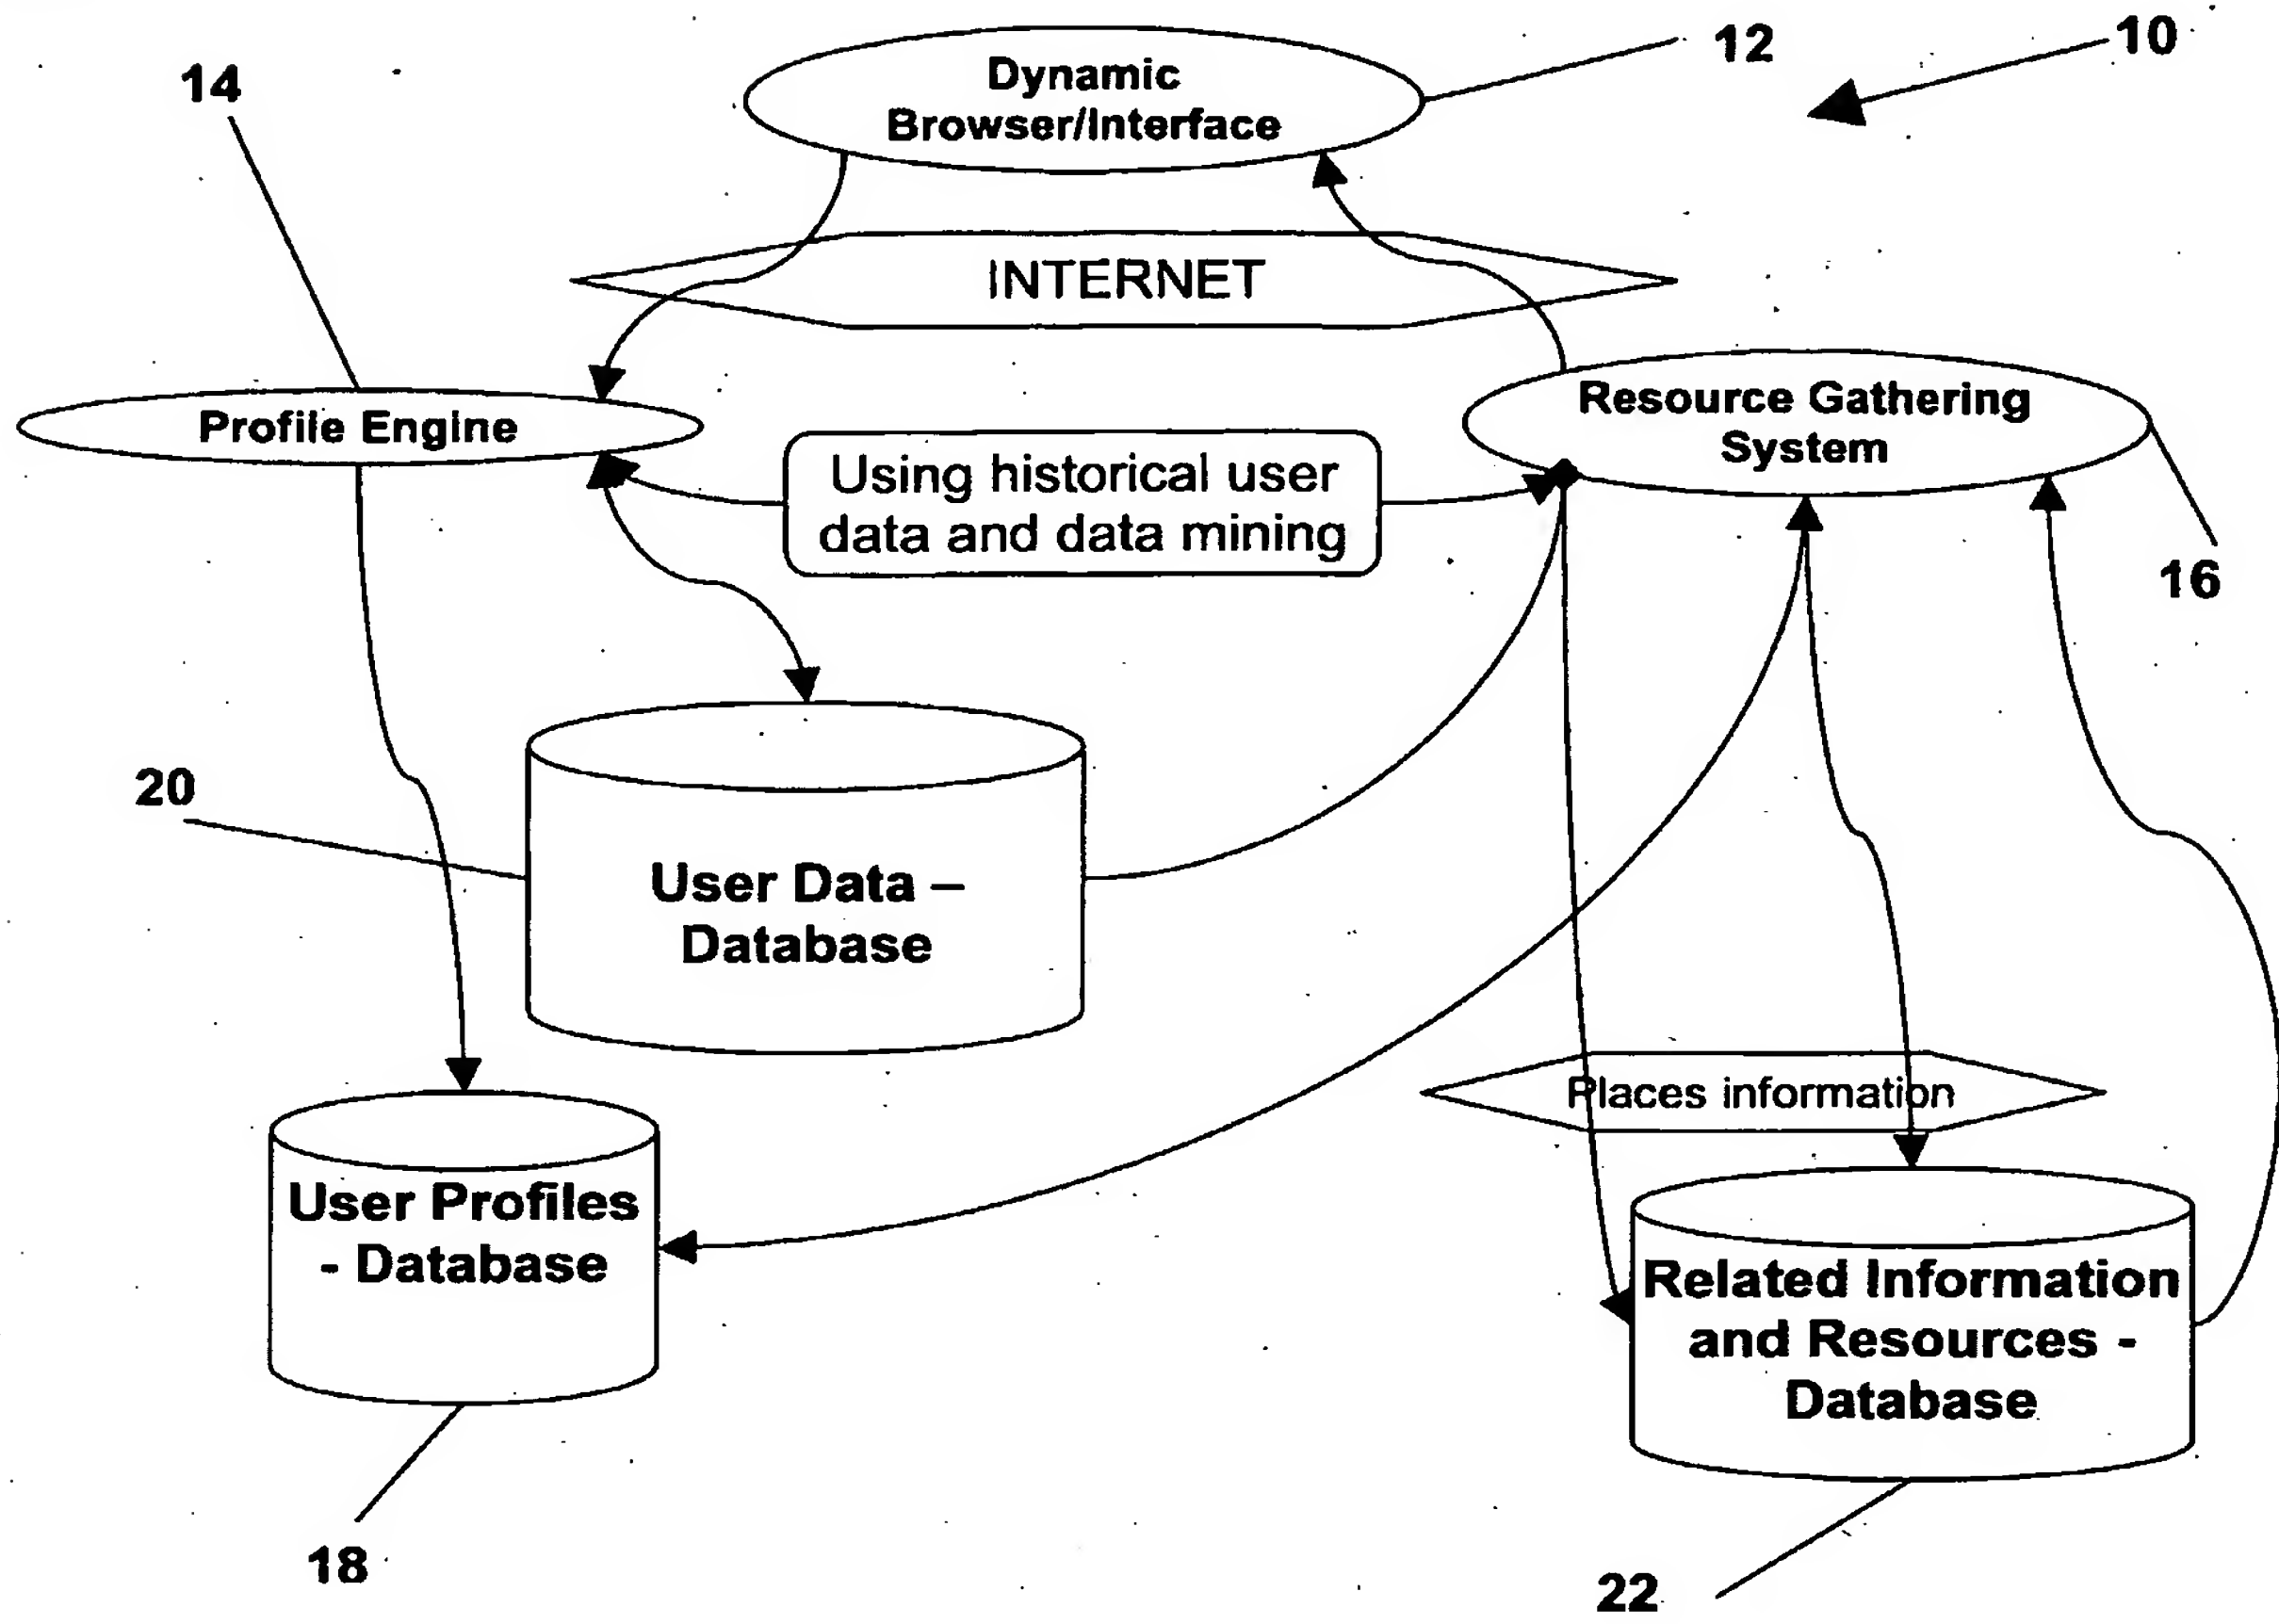 10
12
Dynamic
Browser/Interface
14
INTERNET
Profile Engine
Resource Gathering
System
Using historical user
data and data mining
16
20
User Data –
Database
Places information
User Profiles
- Database
Related Information
and Resources -
Database
18
22